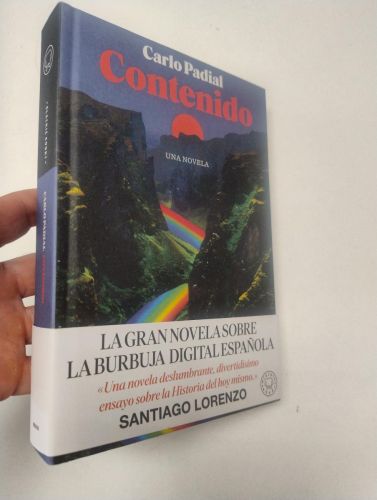 Carlo Padial
Contenido
UNA NOVELA
LA GRAN NOVELA SOBRE
LA BURBUJA DIGITAL ESPAÑOLA
«Una novela deslumbrante, divertidísimo
ensayo sobre la Historia del hoy mismo.»
SANTIAGO LORENZO
CARLO PADIAL